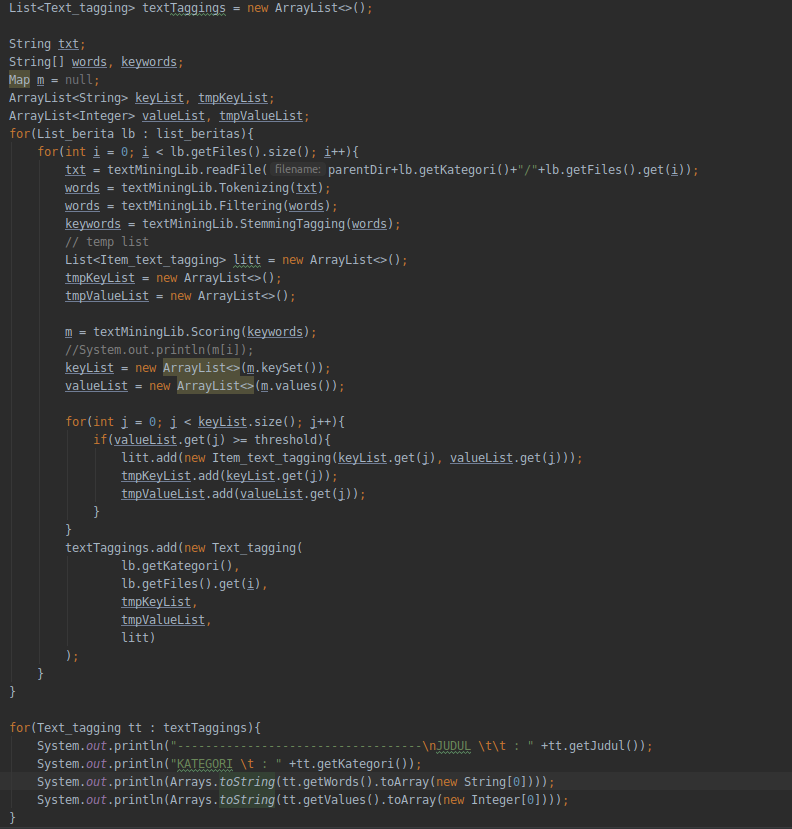 List<Text_tagging> textTaggings = new ArrayList<>();
String txt;
String[] words, keywords;
Map m = null;
ArrayList<String> keyList, tmpKeyList;
ArrayList<Integer> valueList, tmpValueList;
for(List_berita lb : list_beritas){
for(int i = 0; i < lb.getFiles().size(); i++){
txt = textMiningLib.readFile( filename: parentDir+lb.getKategori()+"/"+lb.getFiles().get(i));
words = textMiningLib.Tokenizing(txt);
words = textMiningLib.Filtering(words);
keywords = textMiningLib.StemmingTagging(words);
// temp list
List<Item_text_tagging> litt = new ArrayList<>();
tmpKeyList = new ArrayList<>();
tmpValueList = new ArrayList<>();
m = textMiningLib.Scoring(keywords);
//System.out.println(m[i]);
keyList = new ArrayList<>(m.keySet());
valueList = new ArrayList<>(m.values());
for(int j = 0; j < keyList.size(); j++){
if(valueList.get(j) >= threshold){
litt.add(new Item_text_tagging(keyList.get(j), valueList.get(j)));
tmpKeyList.add(keyList.get(j));
tmpValueList.add(valueList.get(j));
}
}
textTaggings.add(new Text_tagging(
lb.getKategori(),
lb.getFiles().get(i),
tmpKeyList,
tmpValueList,
litt)
);
}
}
for(Text_tagging tt : textTaggings){
System.out.println("-----------------------------------\nJUDUL \t\t : " +tt.getJudul());
System.out.println("KATEGORI \t : " +tt.getKategori());
System.out.println(Arrays.toString(tt.getWords().toArray(new String[0])));
System.out.println(Arrays.toString(tt.getValues().toArray(new Integer[0])));
}